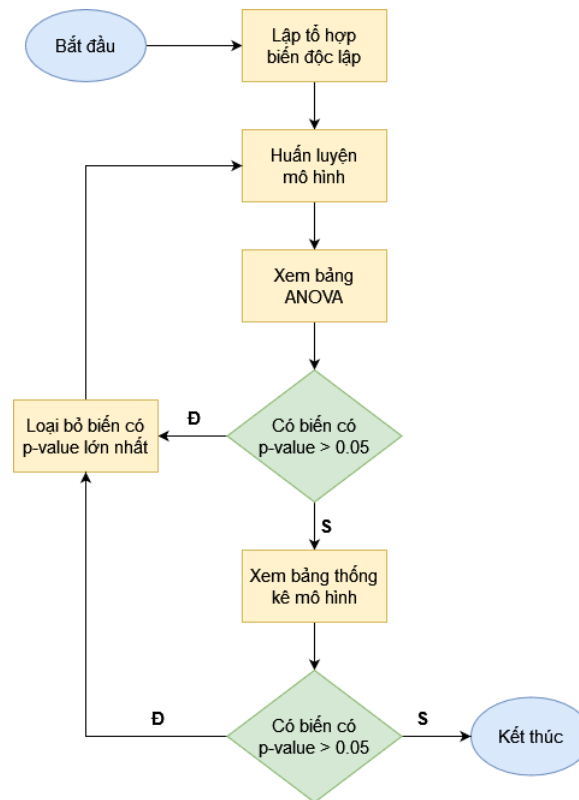 Bắt đầu
Lập tổ hợp
biến độc lập
Huấn luyện
mô hình
Xem bảng
ANOVA
Loại bỏ biến có
p-value lớn nhất
Đ
Có biến có
p-value > 0.05
S
Xem bảng thống
kê mô hình
Đ
Có biến có
p-value > 0.05
S
Kết thúc